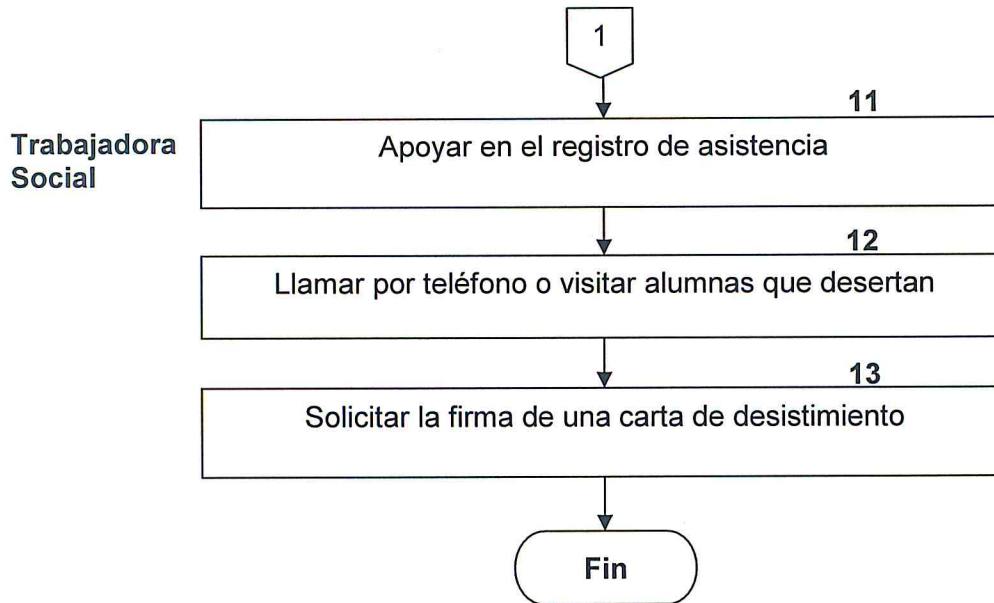 1
11
Trabajadora
Social
Apoyar en el registro de asistencia
12
Llamar por teléfono o visitar alumnas que desertan
13
Solicitar la firma de una carta de desistimiento
Fin